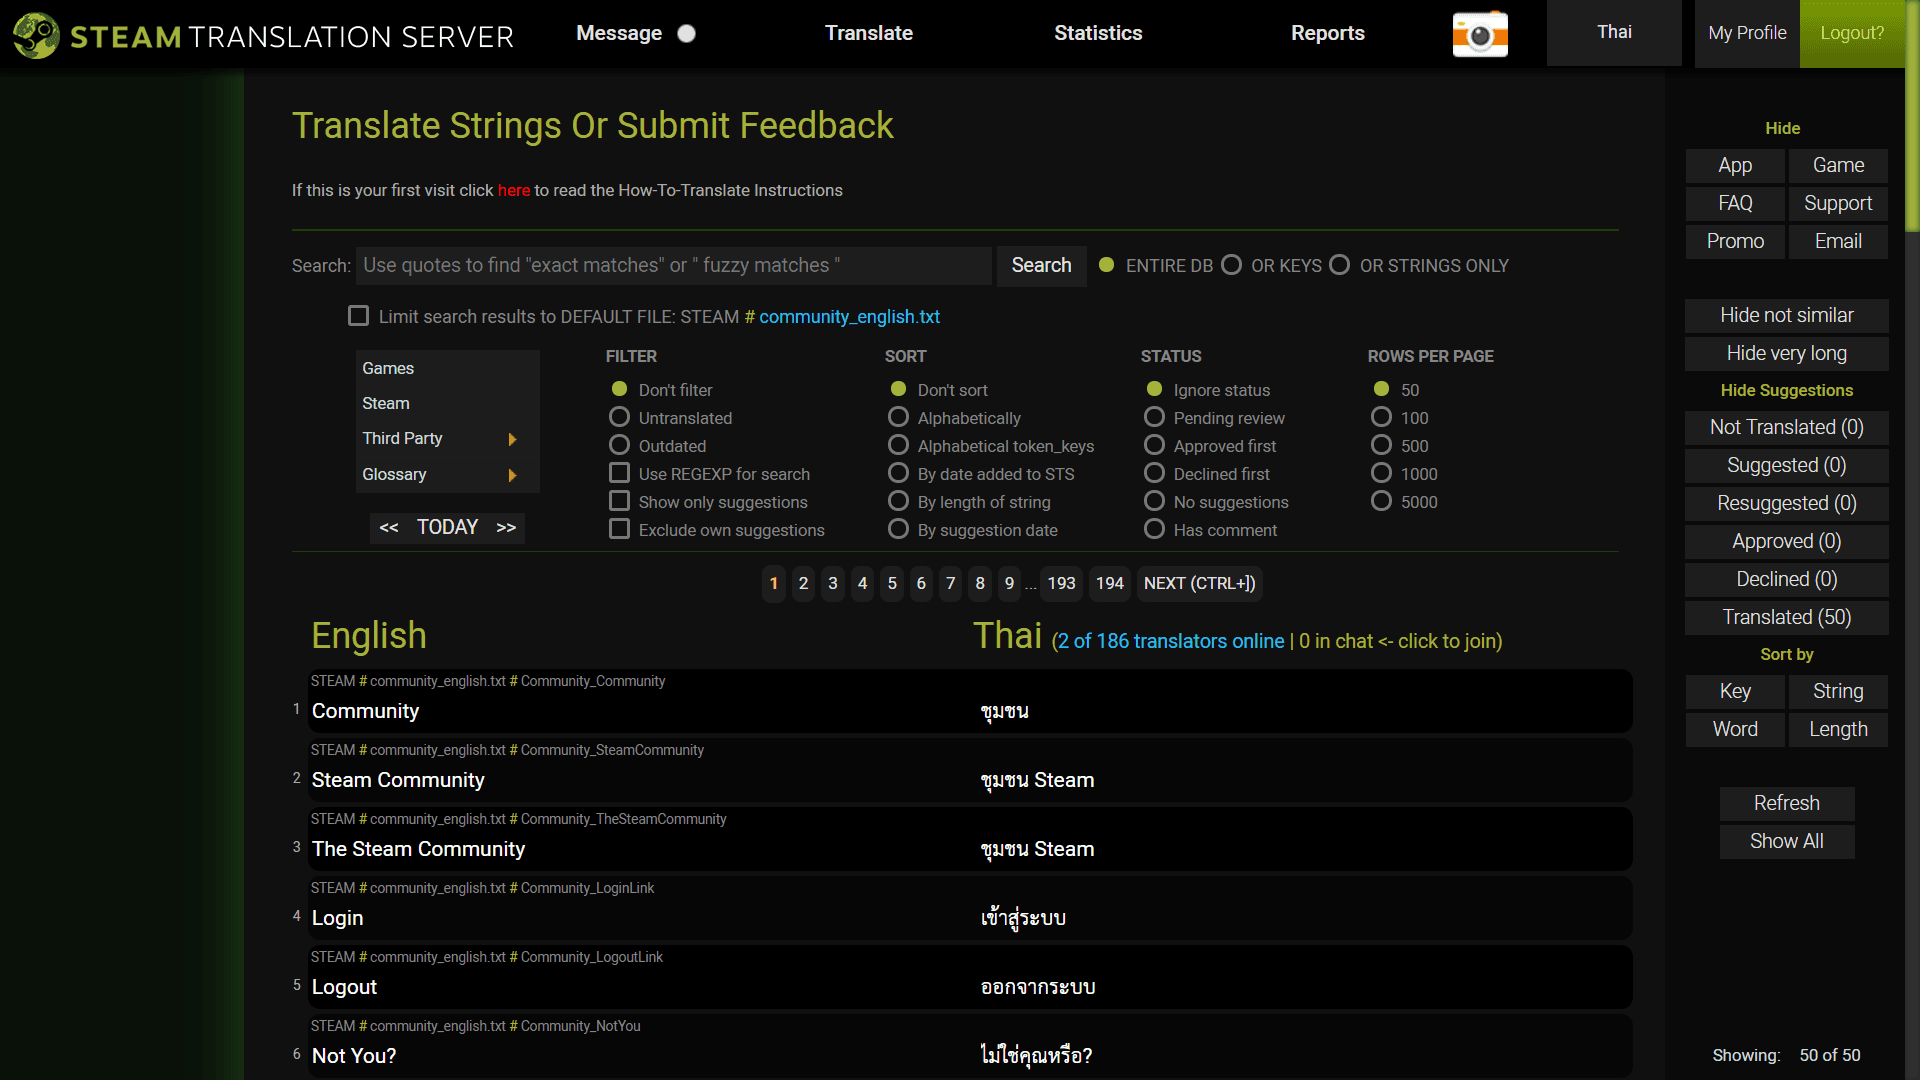 STEAM TRANSLATION SERVER
Message
Translate
Statistics
Reports
Thai
My Profile
Logout?
Translate Strings Or Submit Feedback
If this is your first visit click here to read the How-To-Translate Instructions
Search: Use quotes to find "exact matches" or " fuzzy matches " Search ENTIRE DB OR KEYS OR STRINGS ONLY
Limit search results to DEFAULT FILE: STEAM # community_english.txt
Games
Steam
Third Party
Glossary
<< TODAY >>
FILTER
Don't filter
Untranslated
Outdated
Use REGEXP for search
Show only suggestions
Exclude own suggestions
SORT
Don't sort
Alphabetically
Alphabetical token_keys
By date added to STS
By length of string
By suggestion date
STATUS
Ignore status
Pending review
Approved first
Declined first
No suggestions
Has comment
ROWS PER PAGE
50
100
500
1000
5000
1 2 3 4 5 6 7 8 9 ... 193 194 NEXT (CTRL+])
English
Thai (2 of 186 translators online | 0 in chat <- click to join)
STEAM # community_english.txt # Community_Community
1 Community ชุมชน
STEAM # community_english.txt # Community_SteamCommunity
2 Steam Community ชุมชน Steam
STEAM # community_english.txt # Community_TheSteamCommunity
3 The Steam Community ชุมชน Steam
STEAM # community_english.txt # Community_LoginLink
4 Login เข้าสู่ระบบ
STEAM # community_english.txt # Community_LogoutLink
5 Logout ออกจากระบบ
STEAM # community_english.txt # Community_NotYou
6 Not You? ไม่ใช่คุณหรือ?
Hide
App Game
FAQ Support
Promo Email
Hide not similar
Hide very long
Hide Suggestions
Not Translated (0)
Suggested (0)
Resuggested (0)
Approved (0)
Declined (0)
Translated (50)
Sort by
Key String
Word Length
Refresh
Show All
Showing: 50 of 50